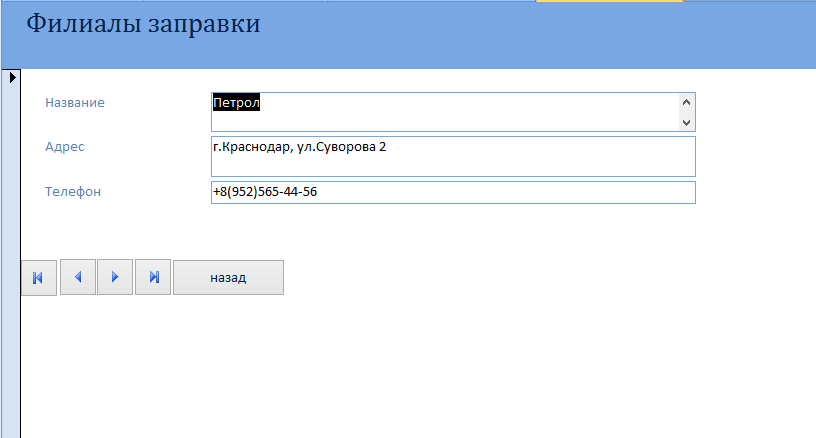 Филиалы заправки
Название
Петрол
Адрес
г.Краснодар, ул.Суворова 2
Телефон
+8(952)565-44-56
назад